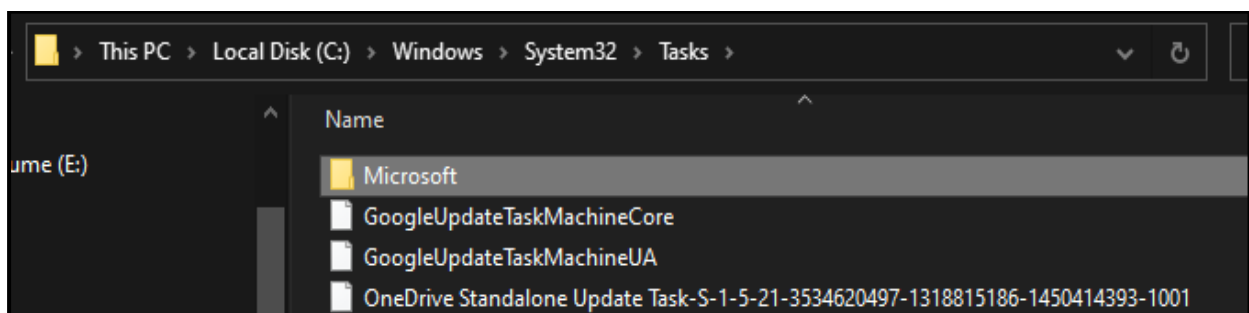 This PC > Local Disk (C:) > Windows > System32 > Tasks >
Name
ume (E:)
Microsoft
GoogleUpdateTaskMachineCore
GoogleUpdateTaskMachineUA
OneDrive Standalone Update Task-S-1-5-21-3534620497-1318815186-1450414393-1001